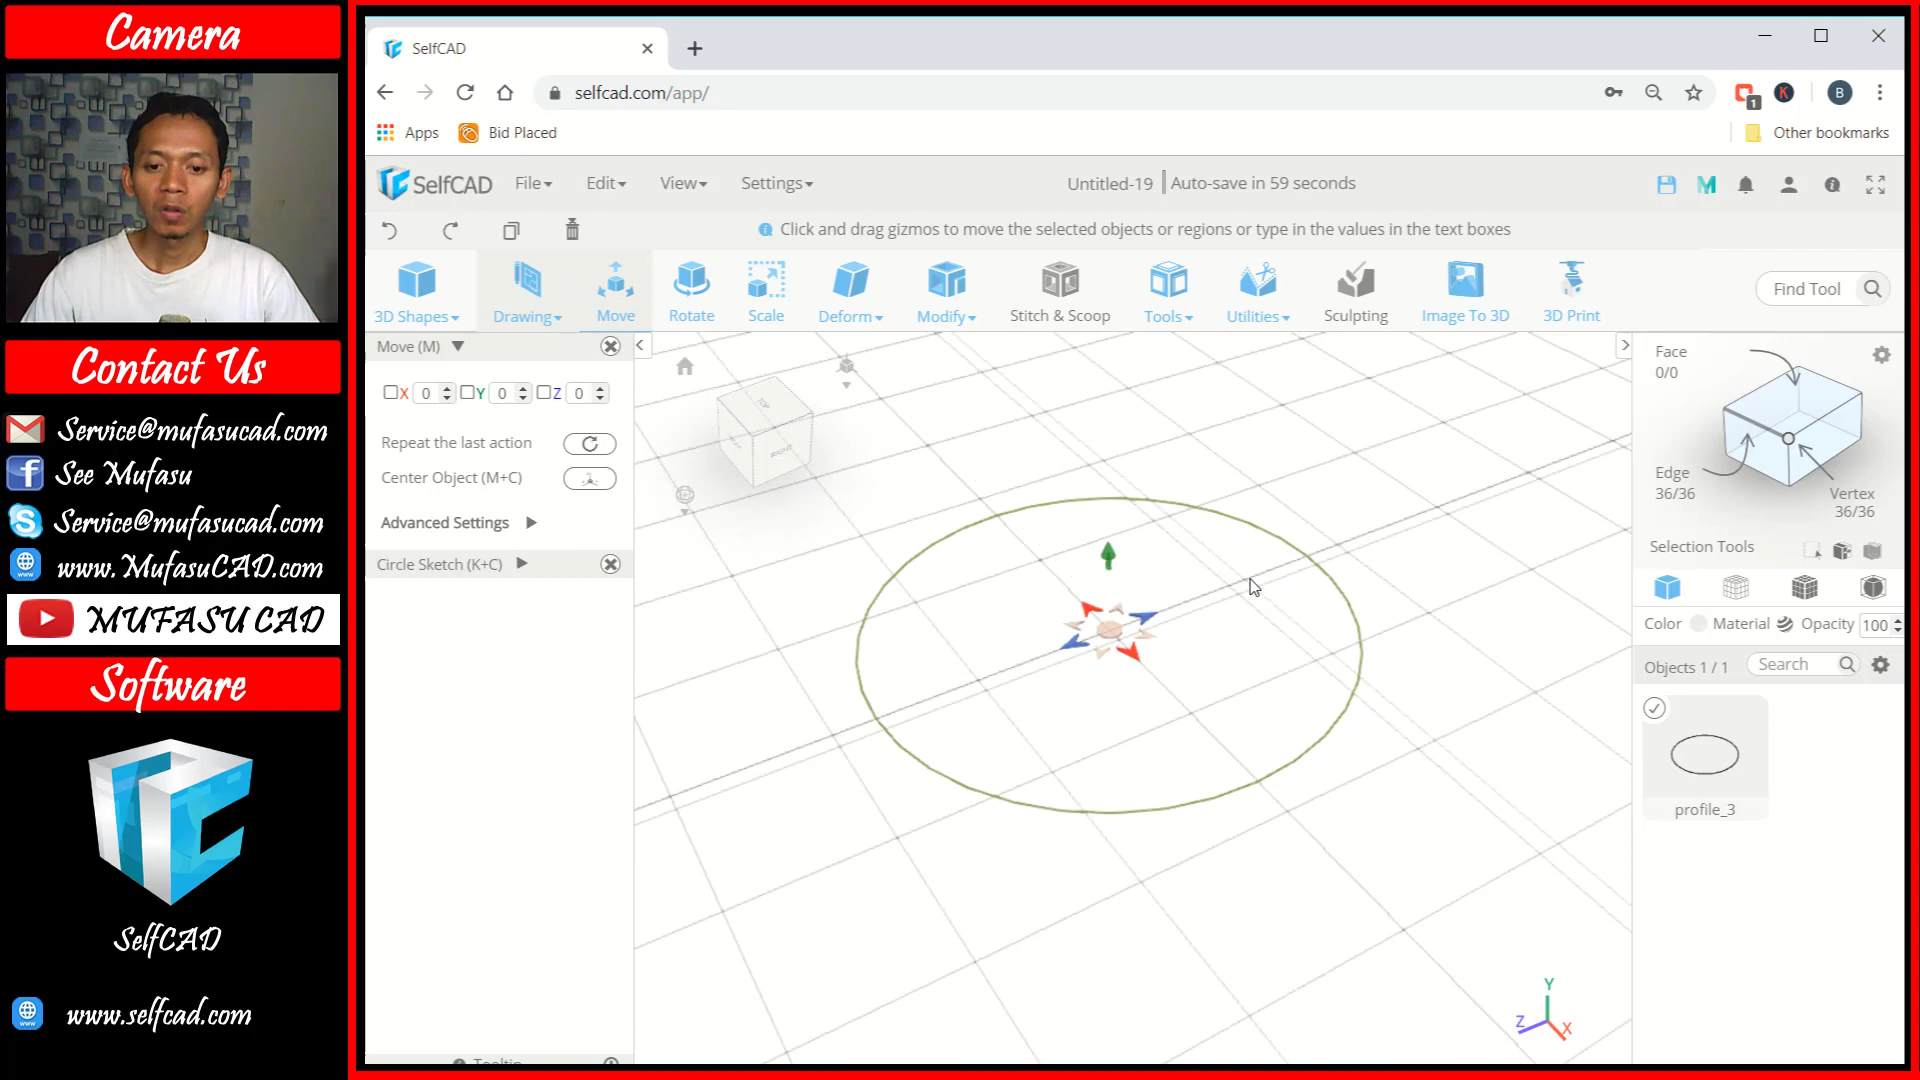 Camera
Contact Us
Service@mufasucad.com
See Mufasu
Service@mufasucad.com
www.MufasuCAD.com
MUFASU CAD
Software
SelfCAD
www.selfcad.com
SelfCAD
selfcad.com/app/
1
K
B
Apps
Bid Placed
Other bookmarks
SelfCAD
File
Edit
View
Settings
Untitled-19
Auto-save in 59 seconds
M
Click and drag gizmos to move the selected objects or regions or type in the values in the text boxes
3D Shapes
Drawing
Move
Rotate
Scale
Deform
Modify
Stitch & Scoop
Tools
Utilities
Sculpting
Image To 3D
3D Print
Find Tool
Move (M)
X 0 Y 0 Z 0
Repeat the last action
Center Object (M+C)
Advanced Settings
Circle Sketch (K+C)
Tooltip
TOP
RIGHT
Y
Z
X
Face
0/0
Edge
36/36
Vertex
36/36
Selection Tools
Color
Material
Opacity
100
Objects 1 / 1
Search
profile_3